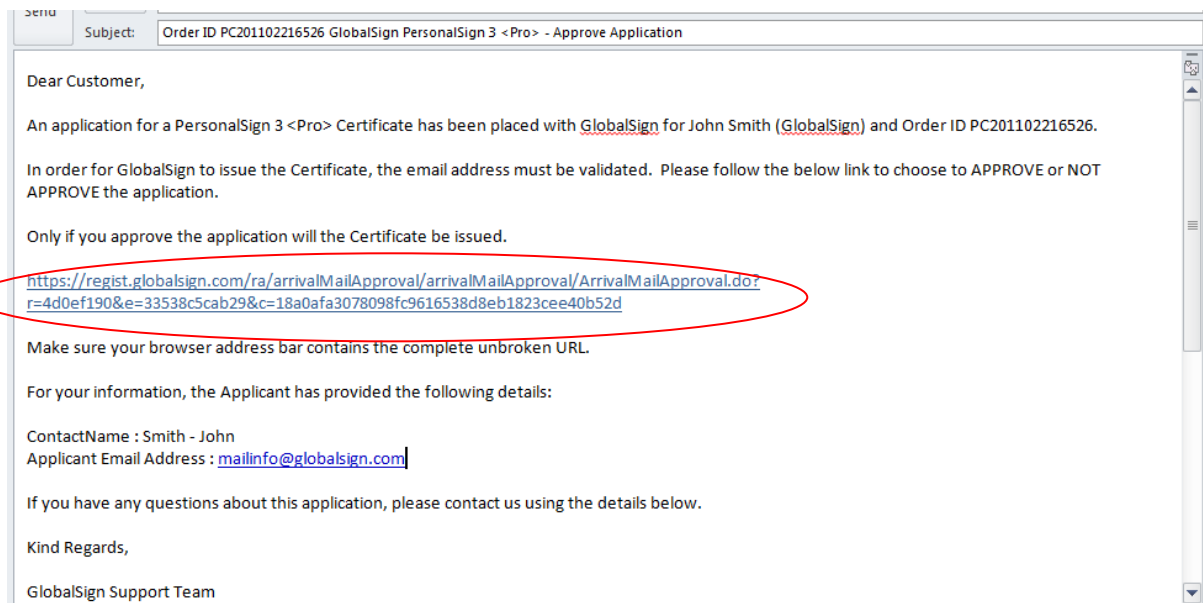 Send
Subject: Order ID PC201102216526 GlobalSign PersonalSign 3 <Pro> - Approve Application
Dear Customer,
An application for a PersonalSign 3 <Pro> Certificate has been placed with GlobalSign for John Smith (GlobalSign) and Order ID PC201102216526.
In order for GlobalSign to issue the Certificate, the email address must be validated.  Please follow the below link to choose to APPROVE or NOT
APPROVE the application.
Only if you approve the application will the Certificate be issued.
https://regist.globalsign.com/ra/arrivalMailApproval/arrivalMailApproval/ArrivalMailApproval.do?
r=4d0ef190&e=33538c5cab29&c=18a0afa3078098fc9616538d8eb1823cee40b52d
Make sure your browser address bar contains the complete unbroken URL.
For your information, the Applicant has provided the following details:
ContactName : Smith - John
Applicant Email Address : mailinfo@globalsign.com
If you have any questions about this application, please contact us using the details below.
Kind Regards,
GlobalSign Support Team